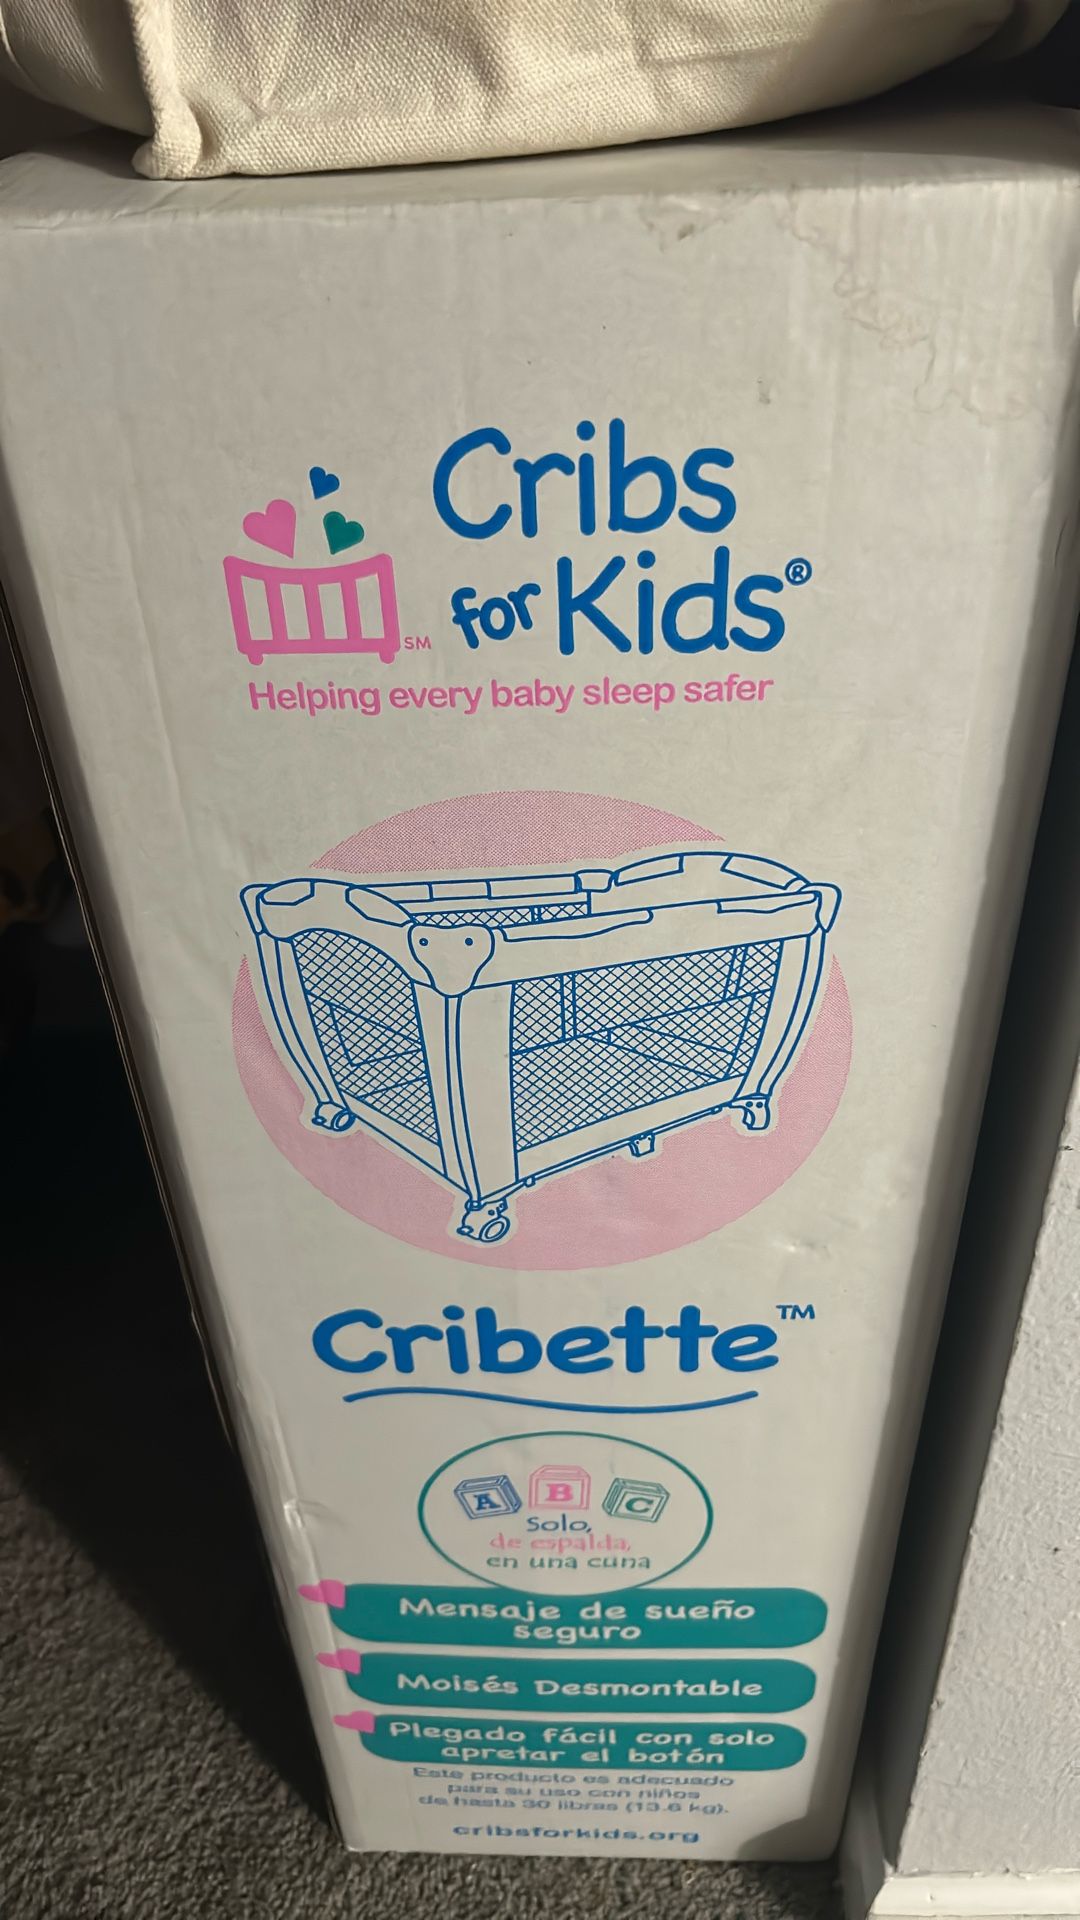 Cribs
for Kids®
SM
Helping every baby sleep safer
Cribette™
A B C
Solo,
de espalda,
en una cuna
Mensaje de sueño
seguro
Moisés Desmontable
Plegado fácil con solo
apretar el botón
Este producto es adecuado
para su uso con niños
de hasta 30 libras (13.6 kg).
cribsforkids.org